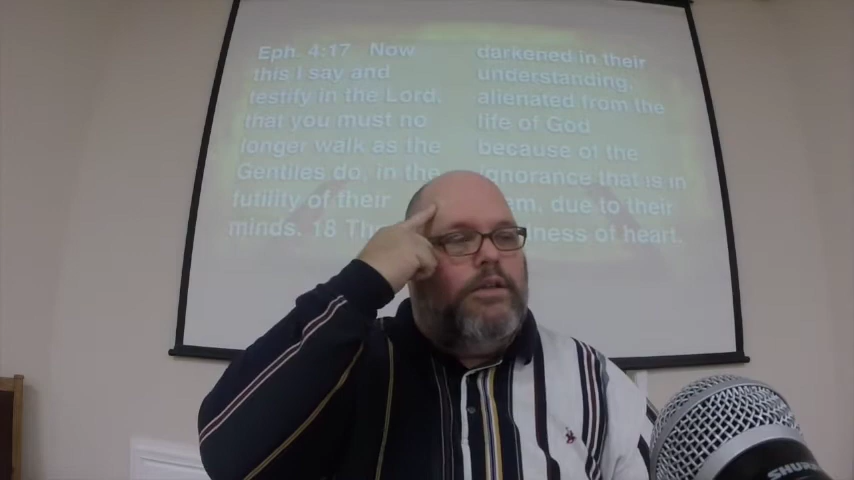 Eph. 4:17 Now
this I say and
testify in the Lord,
that you must no
longer walk as the
Gentiles do, in the
futility of their
minds. 18
darkened in their
understanding,
alienated from the
life of God
because of the
ignorance that is in
due to their
of heart.
SHURE